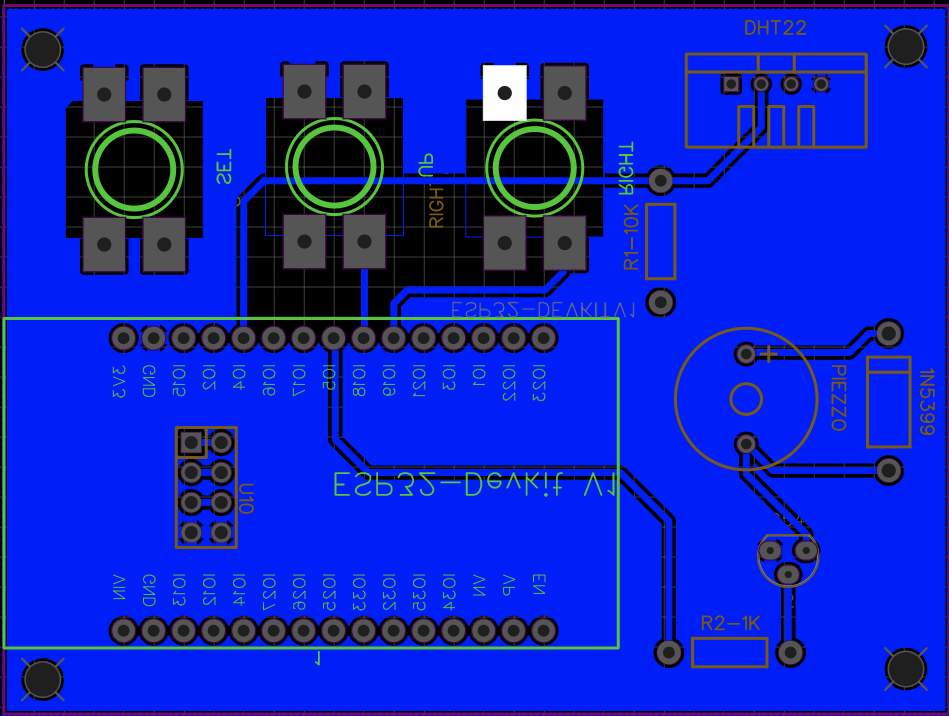 DHT22
SET
UP
RIGHT
RIGH
R1-10K
ESP32-DEVKITV1
3V3
GND
IO15
IO2
IO4
IO16
IO17
IO5
IO18
IO19
IO21
IO3
IO1
IO22
IO23
+
PIEZZO
1N5399
U10
ESP32-Devkit V1
VIN
GND
IO13
IO12
IO14
IO27
IO26
IO25
IO33
IO32
IO35
IO34
VN
VP
EN
R2-1K
1